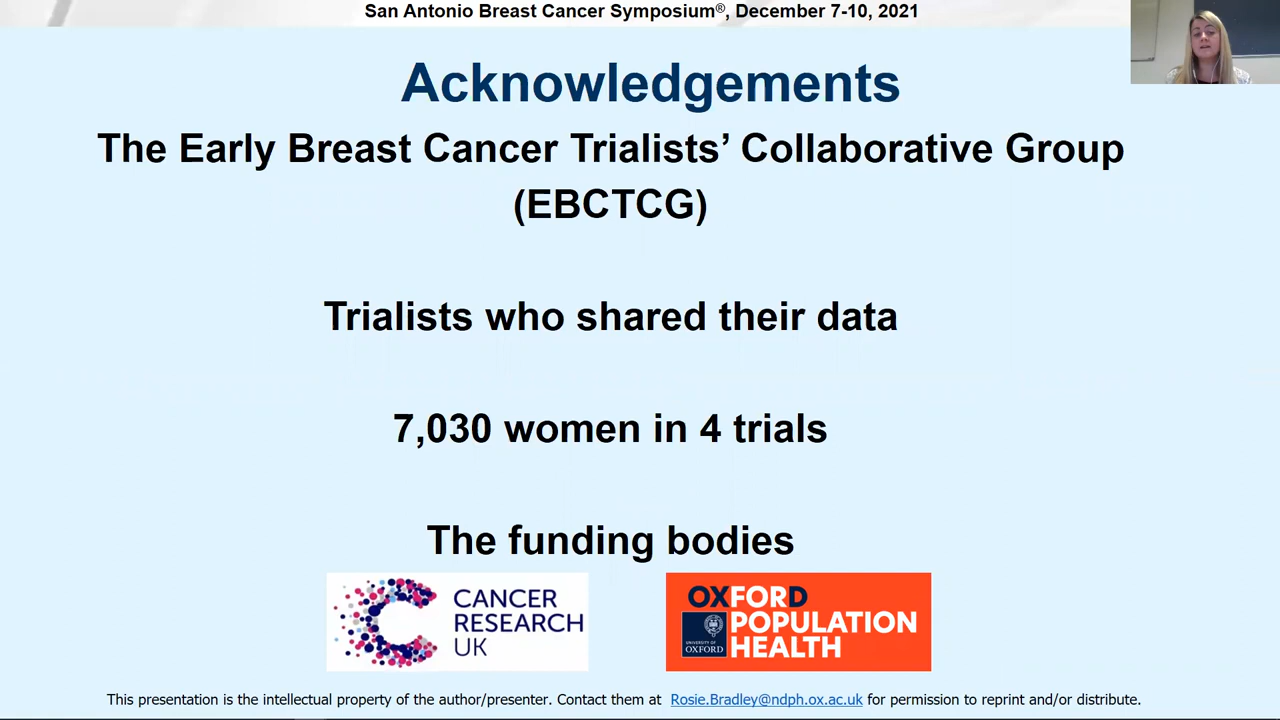 San Antonio Breast Cancer Symposium®, December 7-10, 2021
Acknowledgements
The Early Breast Cancer Trialists’ Collaborative Group
(EBCTCG)
Trialists who shared their data
7,030 women in 4 trials
The funding bodies
CANCER
RESEARCH
UK
OXFORD
POPULATION
HEALTH
UNIVERSITY OF
OXFORD
This presentation is the intellectual property of the author/presenter. Contact them at Rosie.Bradley@ndph.ox.ac.uk for permission to reprint and/or distribute.